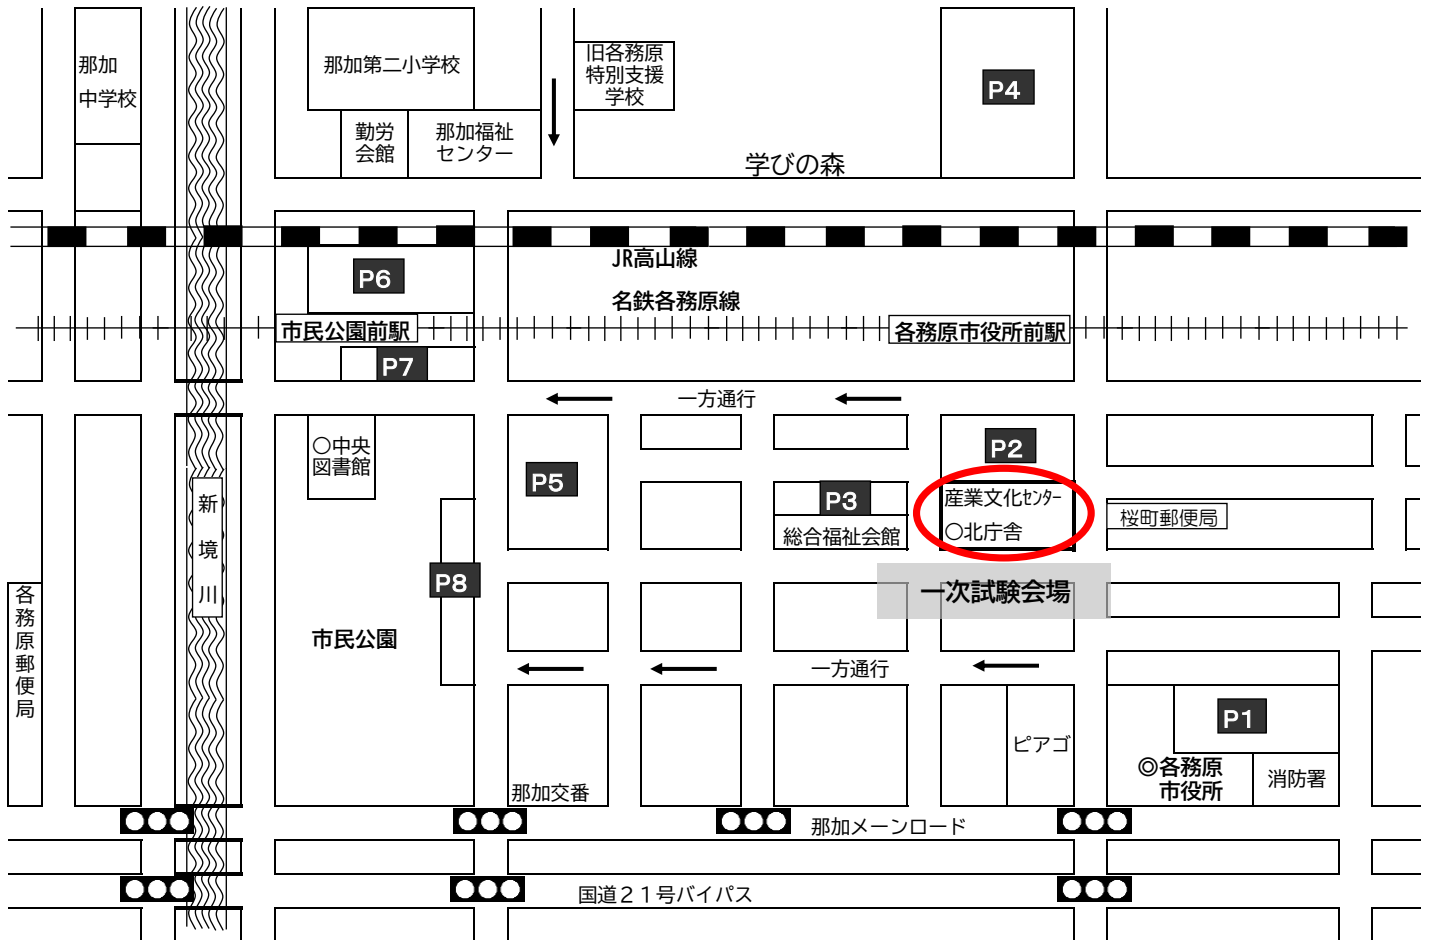 那加
中学校
那加第二小学校
旧各務原
特別支援
学校
P4
勤労
会館
那加福祉
センター
学びの森
JR高山線
P6
名鉄各務原線
市民公園前駅
各務原市役所前駅
P7
一方通行
〇中央
図書館
P5
P2
P3
産業文化ｾﾝﾀｰ
〇北庁舎
総合福祉会館
桜町郵便局
新境川
P8
一次試験会場
各務原郵便局
市民公園
一方通行
P1
ピアゴ
◎各務原
市役所
消防署
那加交番
那加メーンロード
国道２１号バイパス